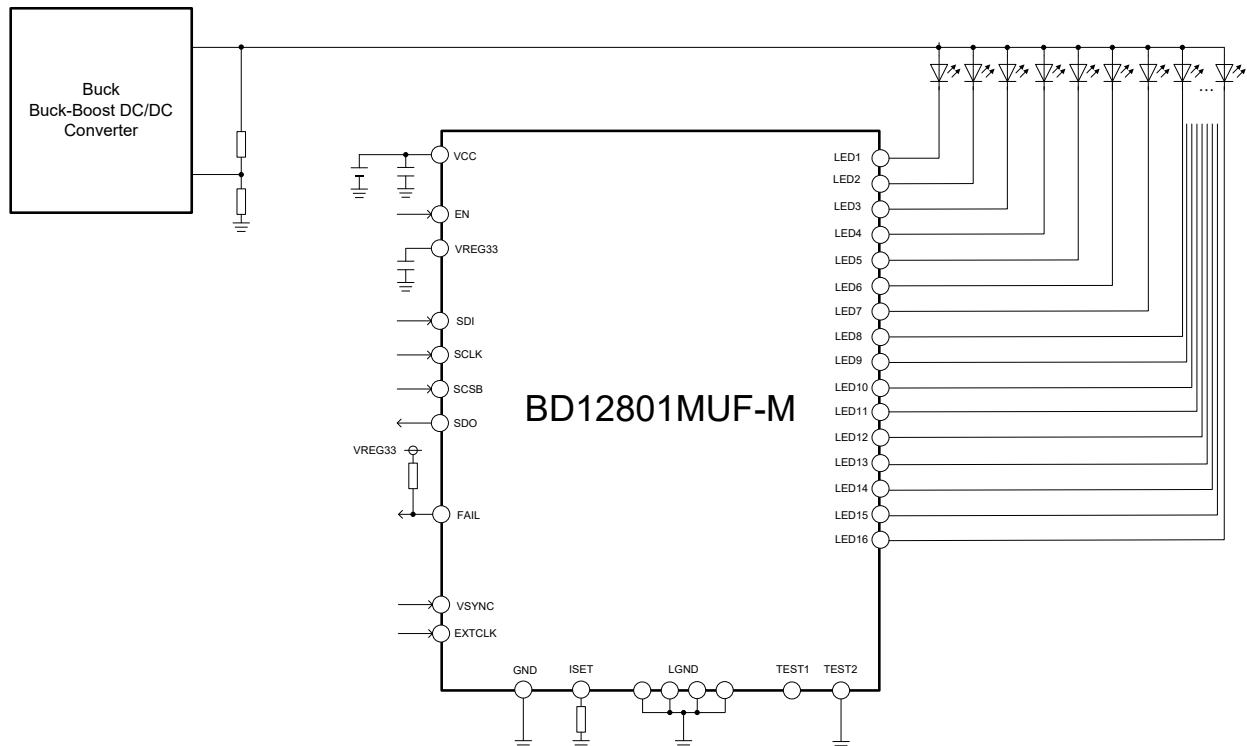 Buck
Buck-Boost DC/DC
Converter
...
VCC
EN
VREG33
SDI
SCLK
SCSB
SDO
VREG33
FAIL
VSYNC
EXTCLK
BD12801MUF-M
LED1
LED2
LED3
LED4
LED5
LED6
LED7
LED8
LED9
LED10
LED11
LED12
LED13
LED14
LED15
LED16
GND
ISET
LGND
TEST1
TEST2